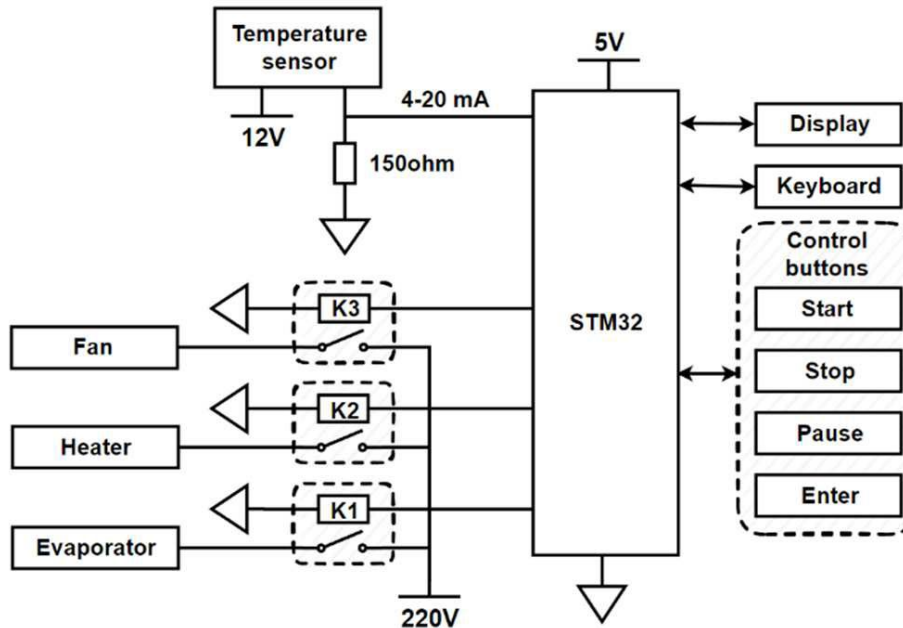 Temperature
sensor
12V
4-20 mA
150ohm
5V
STM32
Display
Keyboard
Control
buttons
Start
Stop
Pause
Enter
K3
Fan
K2
Heater
K1
Evaporator
220V